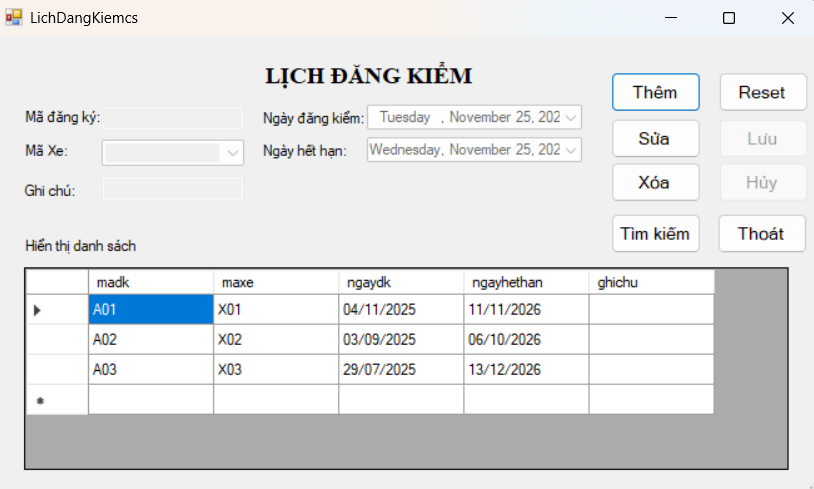 LichDangKiemcs
LỊCH ĐĂNG KIỂM
Mã đăng ký:
Ngày đăng kiểm: Tuesday , November 25, 202
Mã Xe:
Ngày hết hạn: Wednesday, November 25, 202
Ghi chú:
Thêm Reset
Sửa Lưu
Xóa Hủy
Tìm kiếm Thoát
Hiển thị danh sách
madk maxe ngaydk ngayhethan ghichu
A01 X01 04/11/2025 11/11/2026
A02 X02 03/09/2025 06/10/2026
A03 X03 29/07/2025 13/12/2026